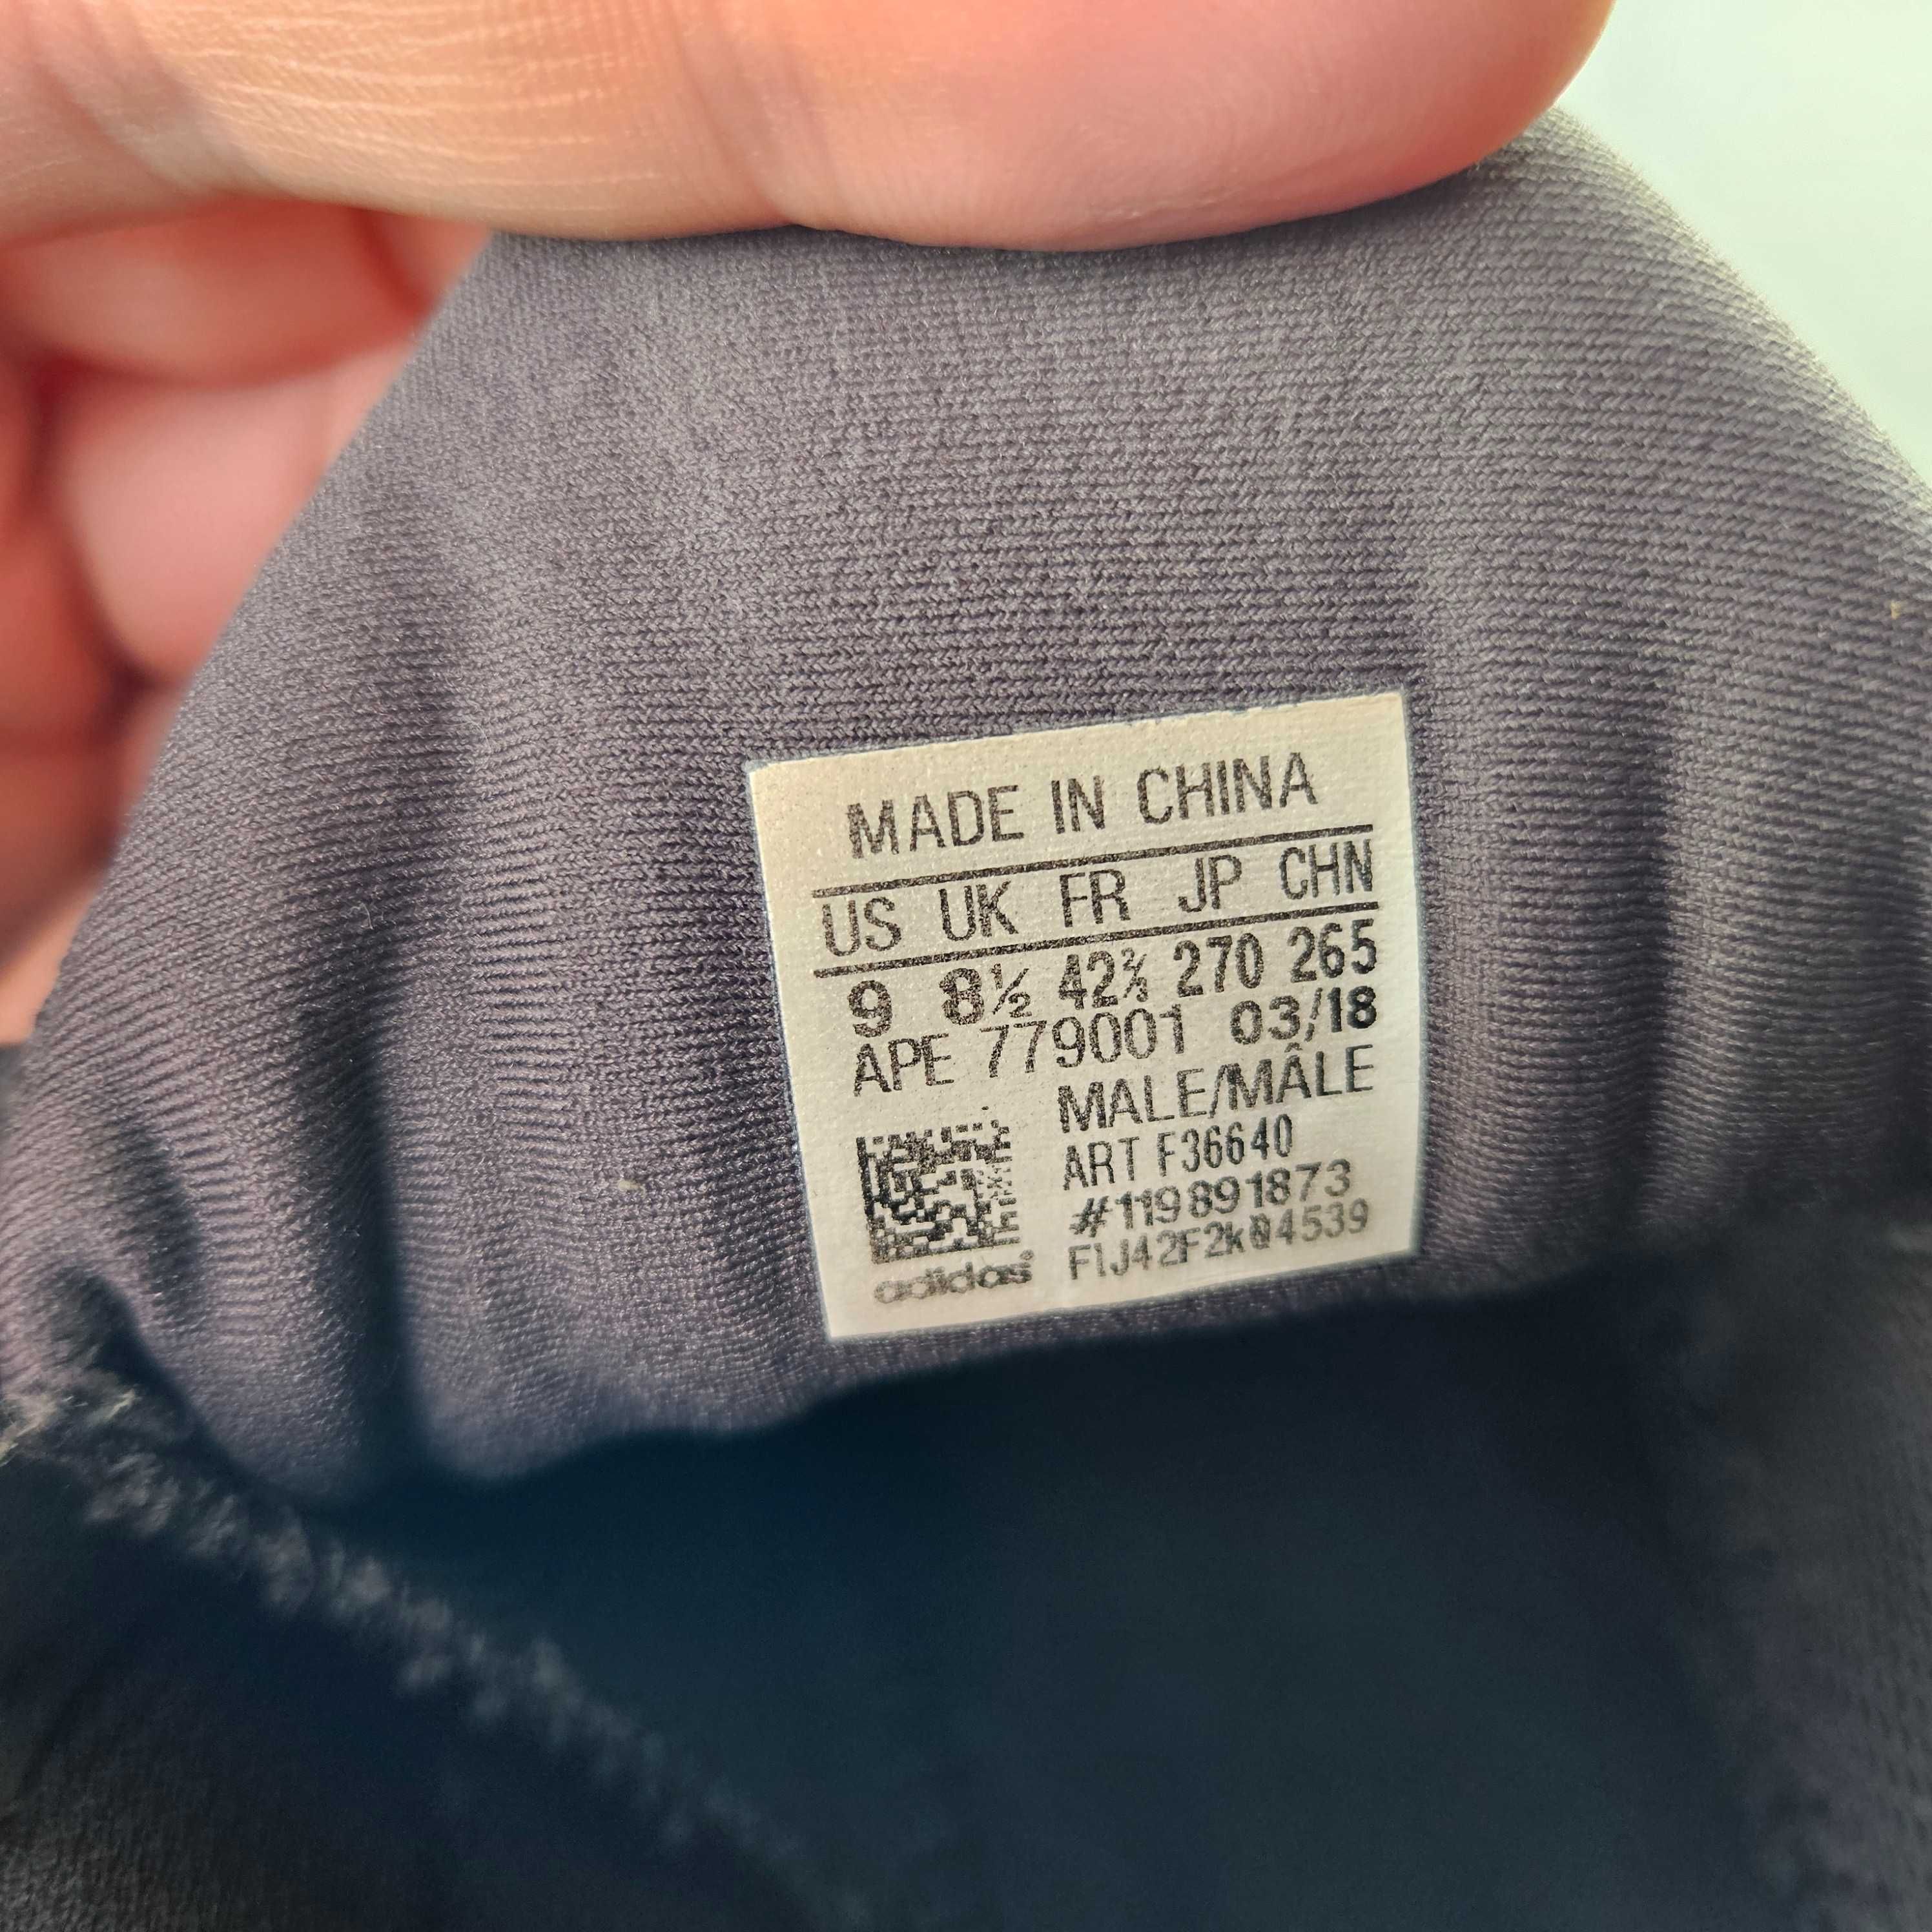 MADE IN CHINA
US UK FR JP CHN
9 8½ 42⅔ 270 265
APE 779001 03/18
MALE/MÂLE
ART F36640
#119891873
F1J42F2k04539
adidas®